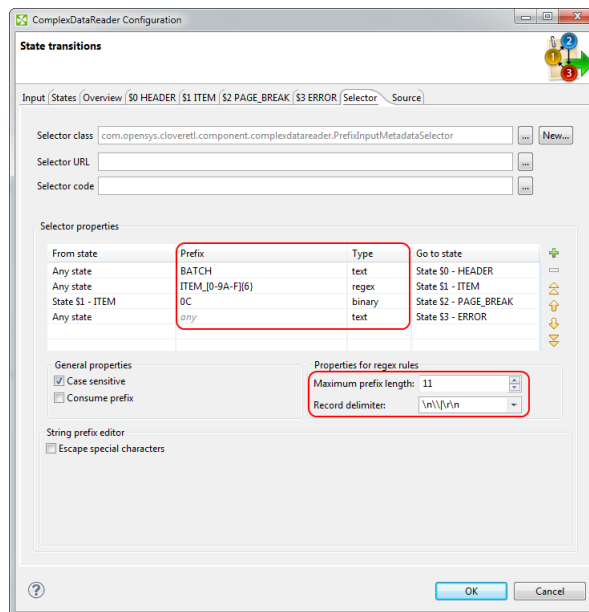 ComplexDataReader Configuration
State transitions
1 2 3
Input States Overview $0 HEADER $1 ITEM $2 PAGE_BREAK $3 ERROR Selector Source
Selector class com.opensys.cloveretl.component.complexdatareader.PrefixInputMetadataSelector ... New...
Selector URL ...
Selector code ...
Selector properties
From state Prefix Type Go to state
Any state BATCH text State $0 - HEADER
Any state ITEM_[0-9A-F]{6} regex State $1 - ITEM
State $1 - ITEM 0C binary State $2 - PAGE_BREAK
Any state any text State $3 - ERROR
General properties Properties for regex rules
Case sensitive Maximum prefix length: 11
Consume prefix Record delimiter: \n\\|\r\n
String prefix editor
Escape special characters
? OK Cancel